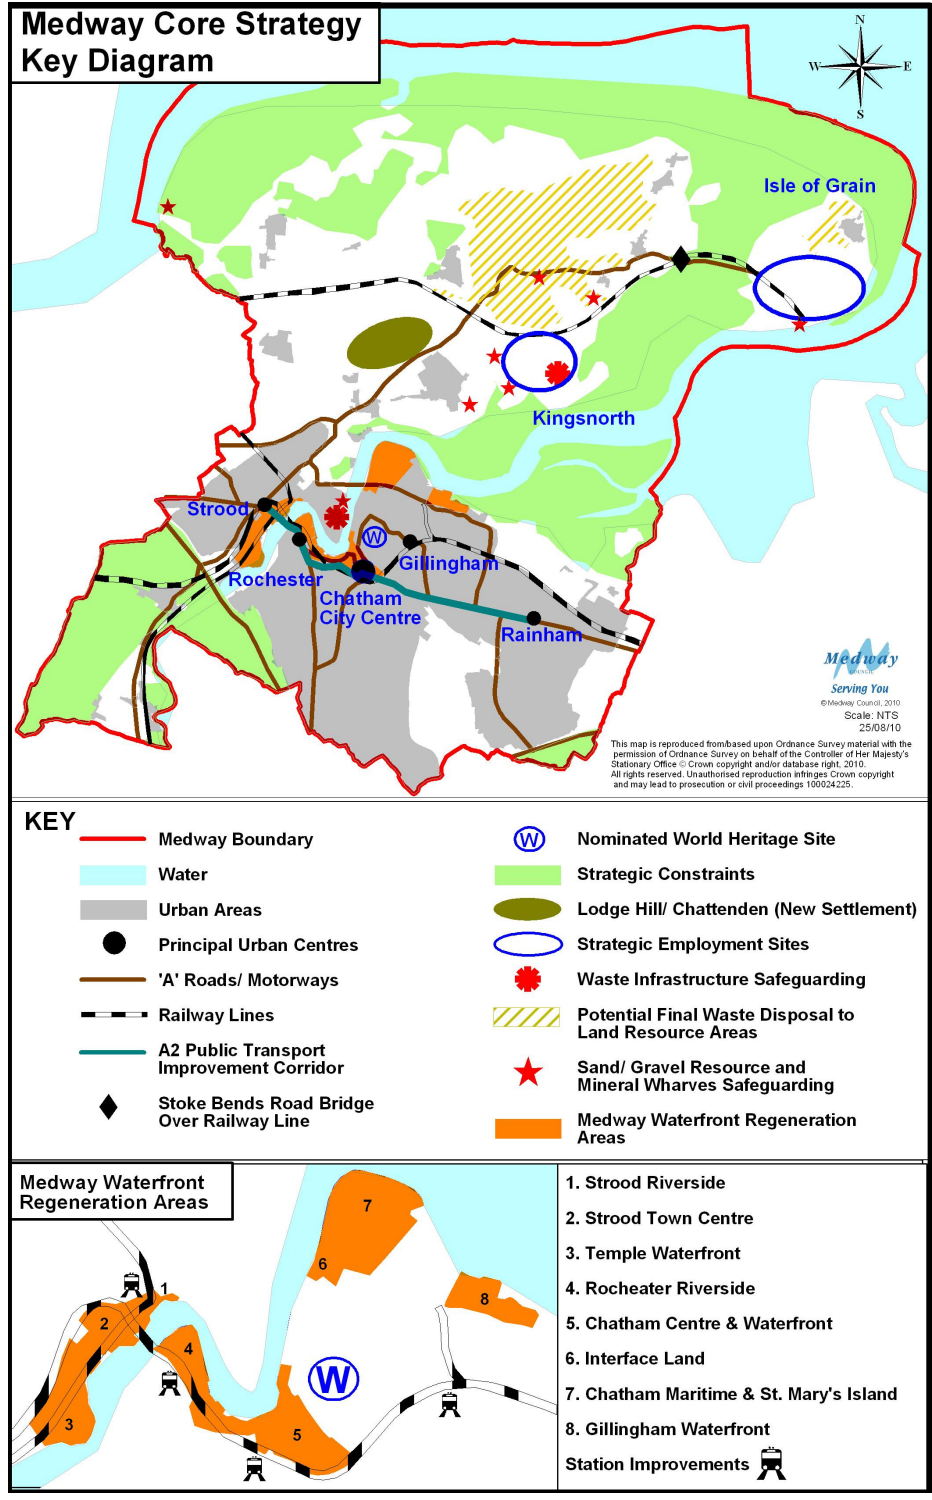 Medway Core Strategy
Key Diagram
N
W
E
S
Isle of Grain
Kingsnorth
Strood
W
Gillingham
Rochester
Chatham
City Centre
Rainham
Medway
COUNCIL
Serving You
© Medway Council, 2010
Scale: NTS
25/08/10
This map is reproduced from/based upon Ordnance Survey material with the
permission of Ordnance Survey on behalf of the Controller of Her Majesty's
Stationary Office © Crown copyright and/or database right, 2010.
All rights reserved. Unauthorised reproduction infringes Crown copyright
and may lead to prosecution or civil proceedings 100024225.
KEY
Medway Boundary
Water
Urban Areas
Principal Urban Centres
'A' Roads/ Motorways
Railway Lines
A2 Public Transport
Improvement Corridor
Stoke Bends Road Bridge
Over Railway Line
W
Nominated World Heritage Site
Strategic Constraints
Lodge Hill/ Chattenden (New Settlement)
Strategic Employment Sites
Waste Infrastructure Safeguarding
Potential Final Waste Disposal to
Land Resource Areas
Sand/ Gravel Resource and
Mineral Wharves Safeguarding
Medway Waterfront Regeneration
Areas
Medway Waterfront
Regeneration Areas
7
6
1
8
2
4
W
3
5
1. Strood Riverside
2. Strood Town Centre
3. Temple Waterfront
4. Rocheater Riverside
5. Chatham Centre & Waterfront
6. Interface Land
7. Chatham Maritime & St. Mary's Island
8. Gillingham Waterfront
Station Improvements